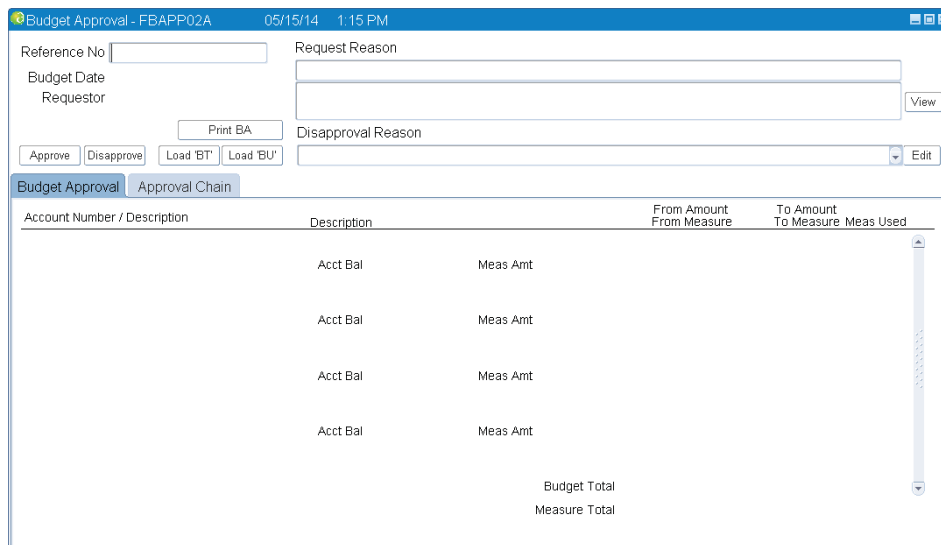 Budget Approval - FBAPP02A 05/15/14 1:15 PM
Reference No
Request Reason
Budget Date
Requestor
View
Print BA
Disapproval Reason
Approve Disapprove Load 'BT' Load 'BU'
Edit
Budget Approval Approval Chain
Account Number / Description
Description
From Amount
From Measure
To Amount
To Measure Meas Used
Acct Bal Meas Amt
Acct Bal Meas Amt
Acct Bal Meas Amt
Acct Bal Meas Amt
Budget Total
Measure Total